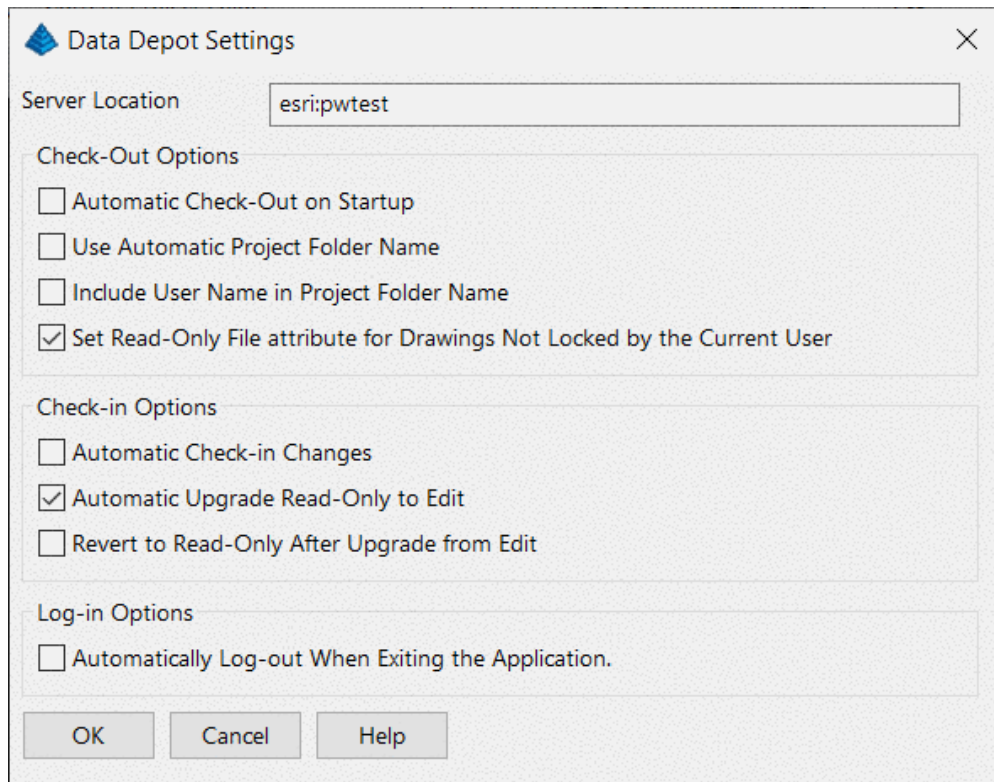 Data Depot Settings
Server Location
esri:pwtest
Check-Out Options
Automatic Check-Out on Startup
Use Automatic Project Folder Name
Include User Name in Project Folder Name
Set Read-Only File attribute for Drawings Not Locked by the Current User
Check-in Options
Automatic Check-in Changes
Automatic Upgrade Read-Only to Edit
Revert to Read-Only After Upgrade from Edit
Log-in Options
Automatically Log-out When Exiting the Application.
OK
Cancel
Help